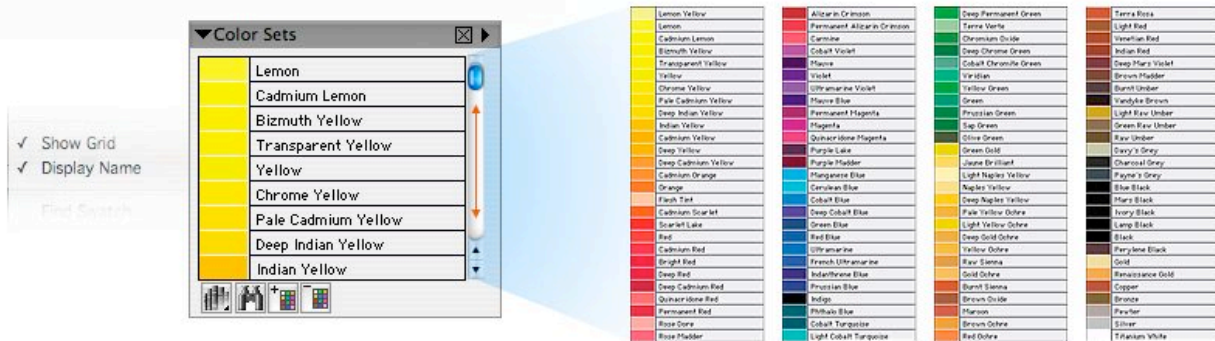 Show Grid
Display Name
Find Swatch
Color Sets
Lemon
Cadmium Lemon
Bizmuth Yellow
Transparent Yellow
Yellow
Chrome Yellow
Pale Cadmium Yellow
Deep Indian Yellow
Indian Yellow
Lemon Yellow
Lemon
Cadmium Lemon
Bizmuth Yellow
Transparent Yellow
Yellow
Chrome Yellow
Pale Cadmium Yellow
Deep Indian Yellow
Indian Yellow
Cadmium Yellow
Deep Yellow
Deep Cadmium Yellow
Cadmium Orange
Orange
Flesh Tint
Cadmium Scarlet
Scarlet Lake
Red
Cadmium Red
Bright Red
Deep Red
Deep Cadmium Red
Quinacridone Red
Permanent Red
Rose Dore
Rose Madder
Alizarin Crimson
Permanent Alizarin Crimson
Carmine
Cobalt Violet
Mauve
Violet
Ultramarine Violet
Mauve Blue
Permanent Magenta
Magenta
Quinacridone Magenta
Purple Lake
Purple Madder
Manganese Blue
Cerulean Blue
Cobalt Blue
Deep Cobalt Blue
Green Blue
Red Blue
Ultramarine
French Ultramarine
Indanthrene Blue
Prussian Blue
Indigo
Phthalo Blue
Cobalt Turquoise
Light Cobalt Turquoise
Deep Permanent Green
Terre Verte
Chromium Oxide
Deep Chrome Green
Cobalt Chromite Green
Viridian
Yellow Green
Green
Prussian Green
Sap Green
Olive Green
Green Gold
Jaune Brilliant
Light Naples Yellow
Naples Yellow
Deep Naples Yellow
Pale Yellow Ochre
Light Yellow Ochre
Deep Gold Ochre
Yellow Ochre
Raw Sienna
Gold Ochre
Burnt Sienna
Brown Oxide
Maroon
Brown Ochre
Red Ochre
Terra Rosa
Light Red
Venetian Red
Indian Red
Deep Mars Violet
Brown Madder
Burnt Umber
Vandyke Brown
Light Raw Umber
Green Raw Umber
Raw Umber
Davy's Grey
Charcoal Grey
Payne's Grey
Blue Black
Mars Black
Ivory Black
Lamp Black
Black
Perylene Black
Gold
Renaissance Gold
Copper
Bronze
Pewter
Silver
Titanium White